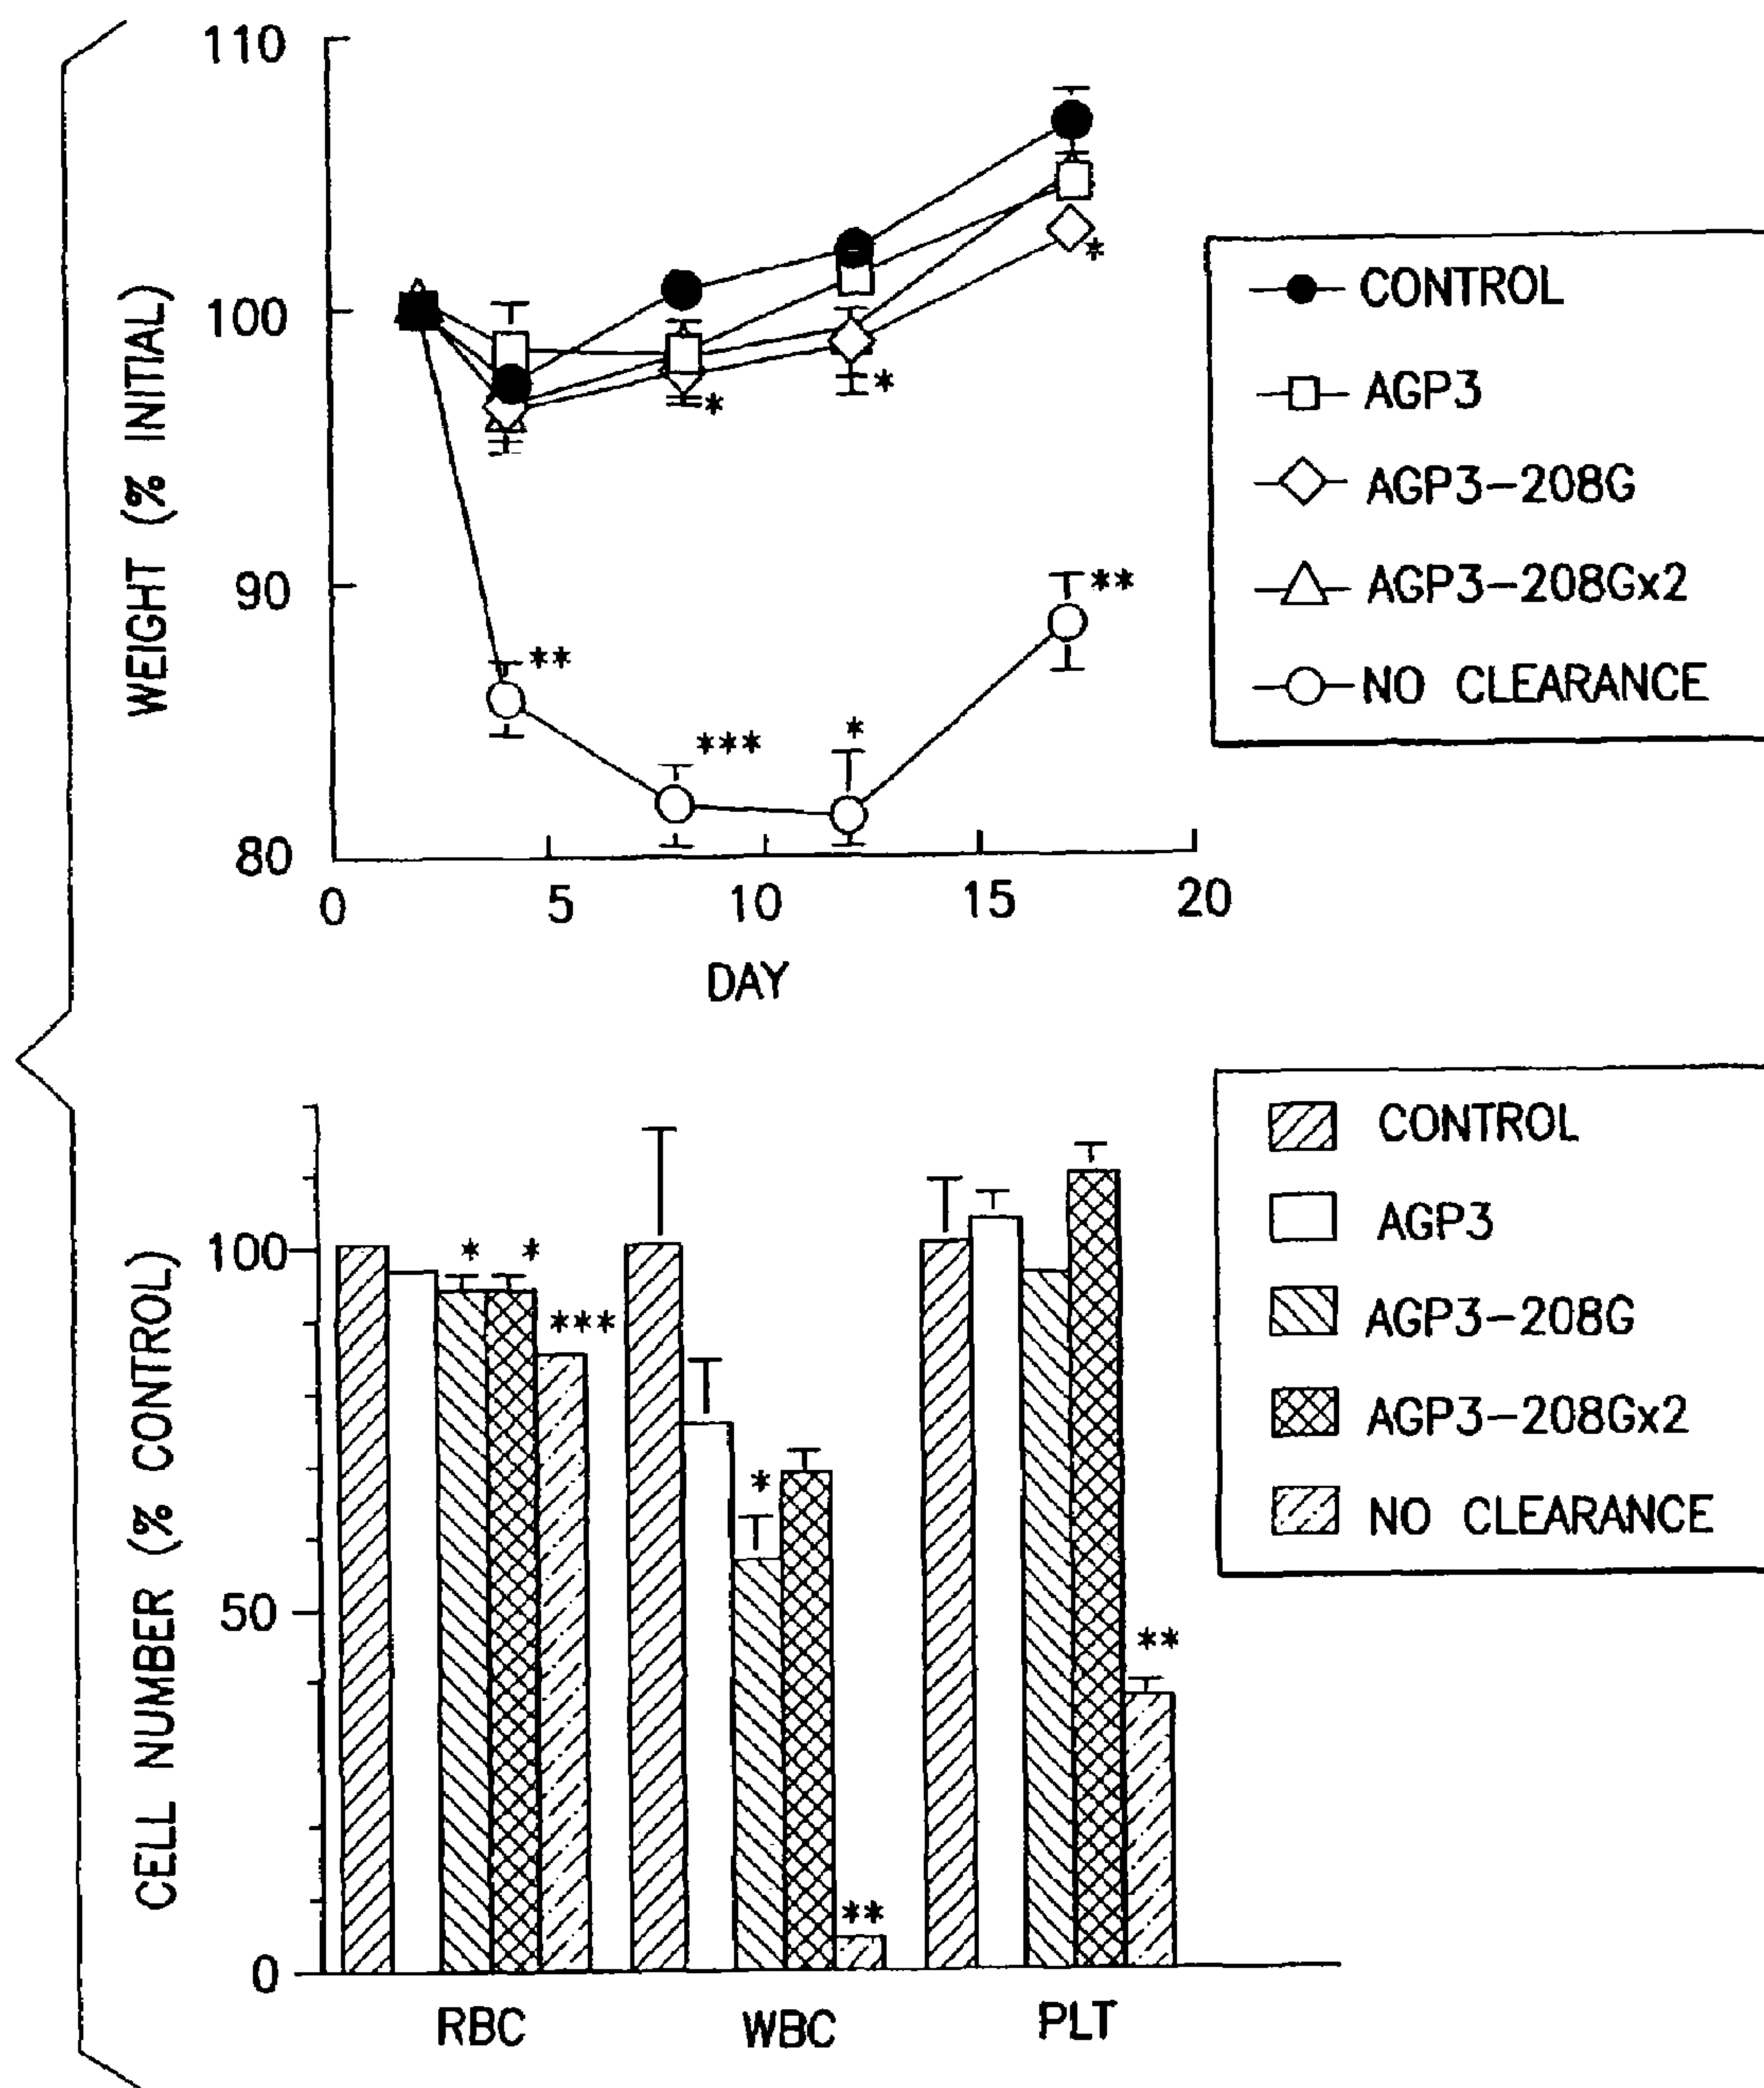 110
100
90
80
WEIGHT (% INITIAL)
0 5 10 15 20
DAY
*
*
*
**
***
*
**
CONTROL
AGP3
AGP3-208G
AGP3-208Gx2
NO CLEARANCE
100
50
0
CELL NUMBER (% CONTROL)
* *
***
*
**
**
RBC WBC PLT
CONTROL
AGP3
AGP3-208G
AGP3-208Gx2
NO CLEARANCE